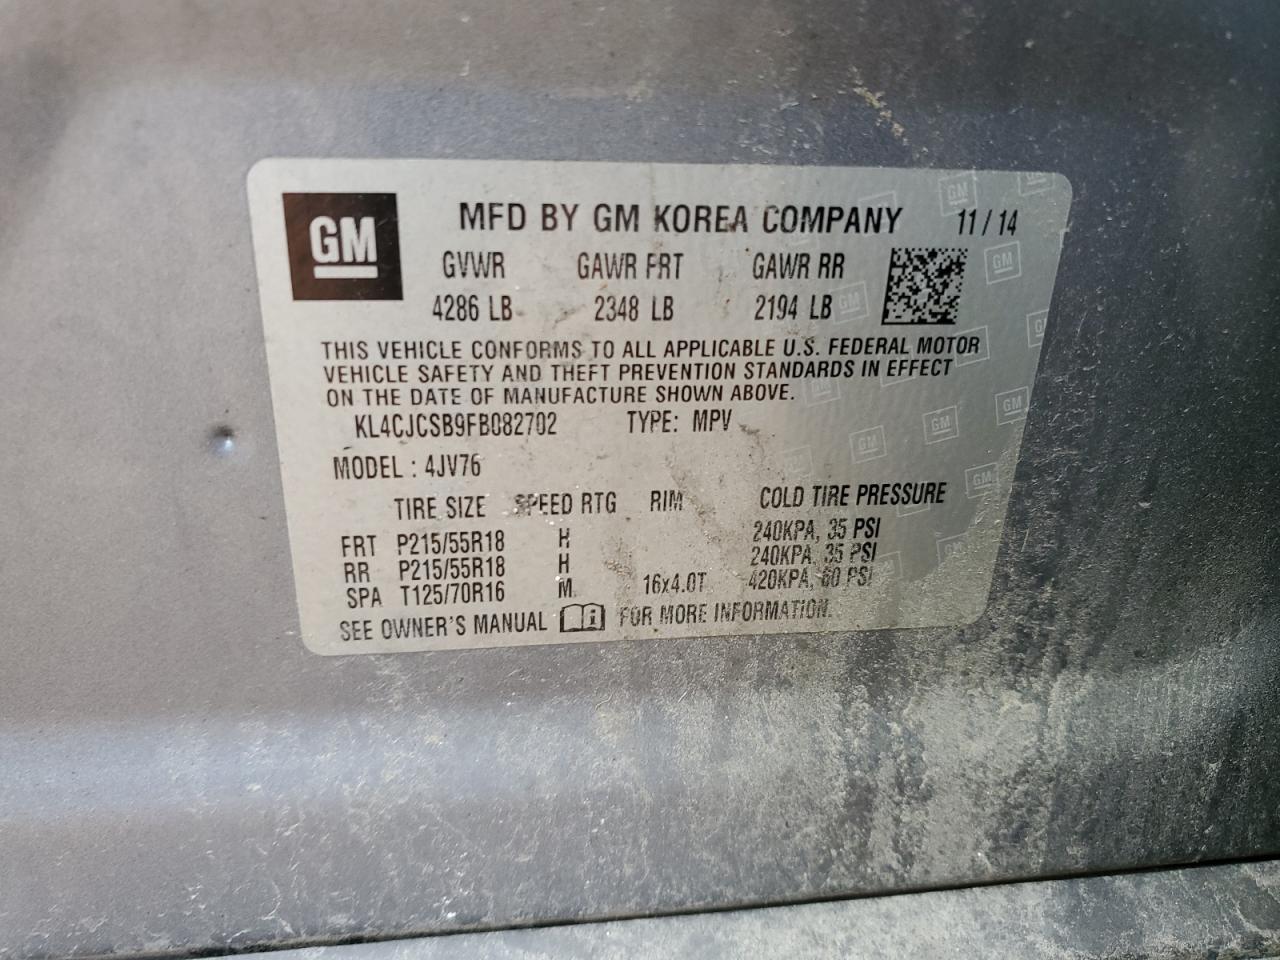 GM
MFD BY GM KOREA COMPANY 11/14
GVWR GAWR FRT GAWR RR
4286 LB 2348 LB 2194 LB
THIS VEHICLE CONFORMS TO ALL APPLICABLE U.S. FEDERAL MOTOR
VEHICLE SAFETY AND THEFT PREVENTION STANDARDS IN EFFECT
ON THE DATE OF MANUFACTURE SHOWN ABOVE.
KL4CJCSB9FB082702 TYPE: MPV
MODEL : 4JV76
TIRE SIZE SPEED RTG RIM COLD TIRE PRESSURE
FRT P215/55R18 H 240KPA, 35 PSI
RR P215/55R18 H 240KPA, 35 PSI
SPA T125/70R16 M 16x4.0T 420KPA, 60 PSI
SEE OWNER'S MANUAL FOR MORE INFORMATION.